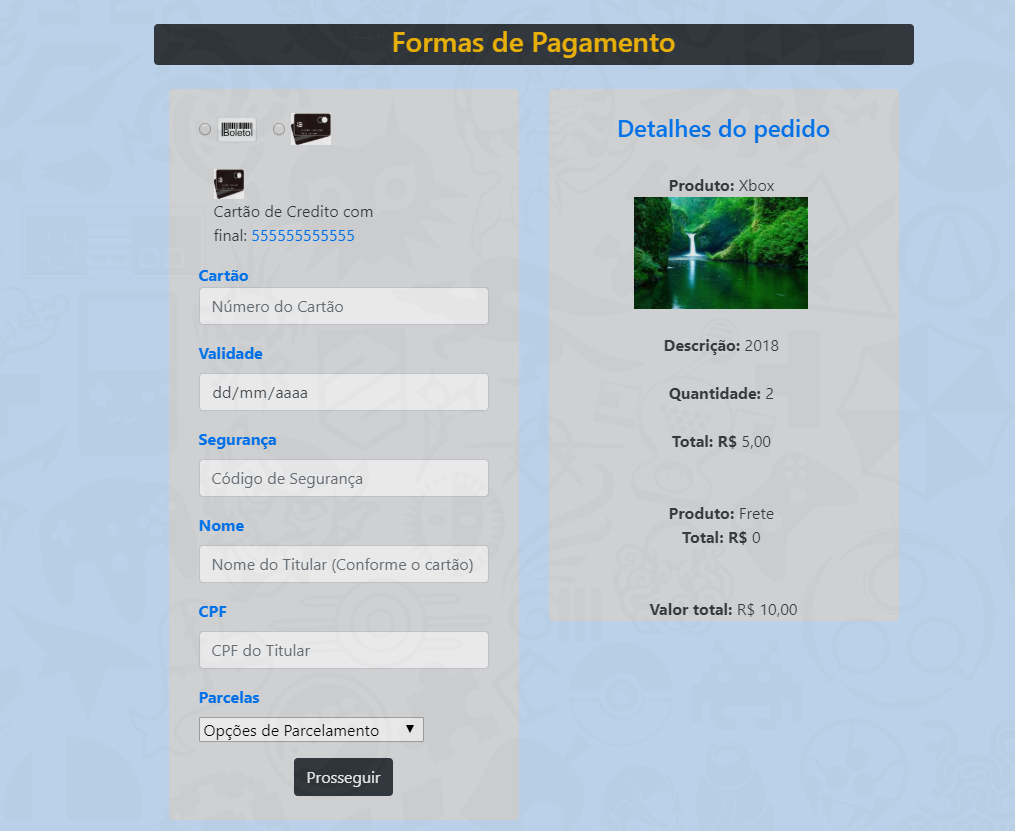 Formas de Pagamento
Boleto
Cartão de Credito com
final: 555555555555
Cartão
Número do Cartão
Validade
dd/mm/aaaa
Segurança
Código de Segurança
Nome
Nome do Titular (Conforme o cartão)
CPF
CPF do Titular
Parcelas
Opções de Parcelamento
Prosseguir
Detalhes do pedido
Produto: Xbox
Descrição: 2018
Quantidade: 2
Total: R$ 5,00
Produto: Frete
Total: R$ 0
Valor total: R$ 10,00